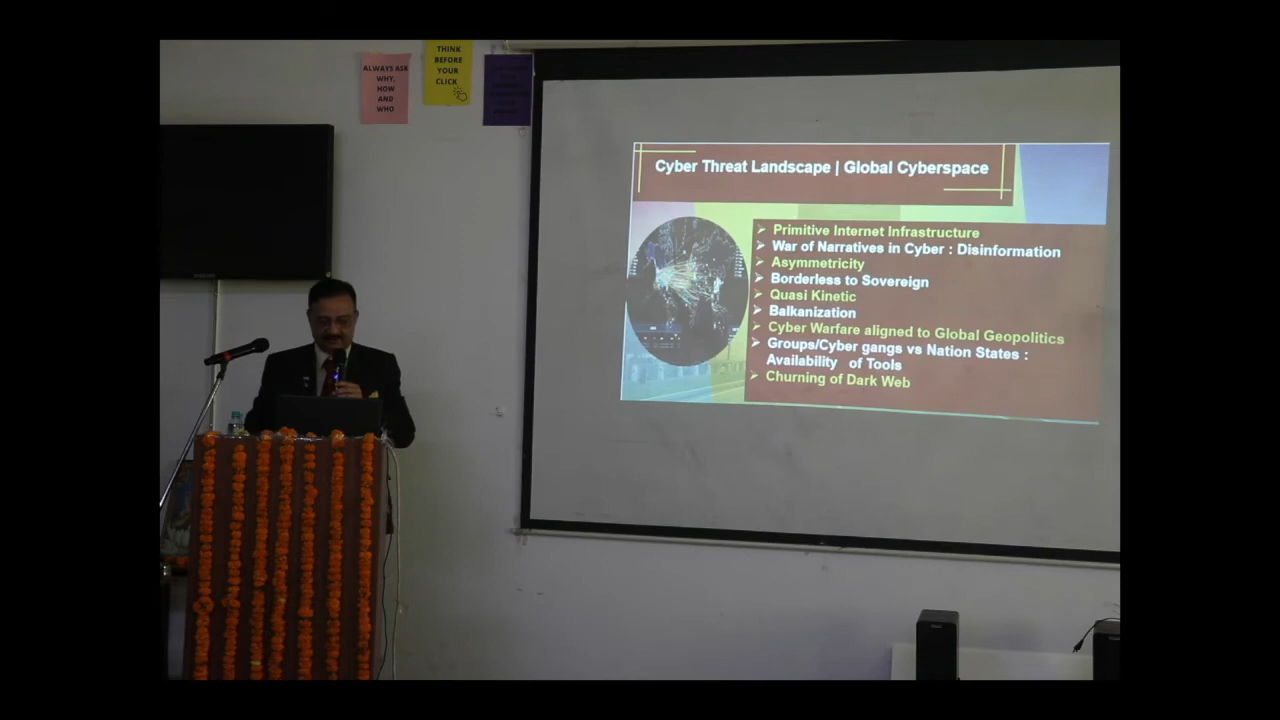 ALWAYS ASK
WHY,
HOW
AND
WHO
THINK
BEFORE
YOUR
CLICK
Cyber Threat Landscape | Global Cyberspace
Primitive Internet Infrastructure
War of Narratives in Cyber : Disinformation
Asymmetricity
Borderless to Sovereign
Quasi Kinetic
Balkanization
Cyber Warfare aligned to Global Geopolitics
Groups/Cyber gangs vs Nation States :
Availability of Tools
Churning of Dark Web